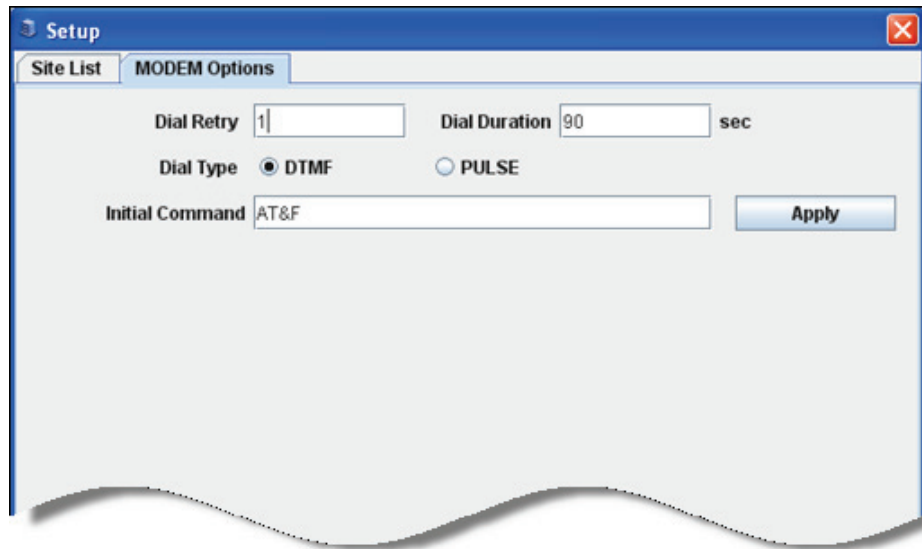 Setup
Site List MODEM Options
Dial Retry 1 Dial Duration 90 sec
Dial Type DTMF PULSE
Initial Command AT&F Apply